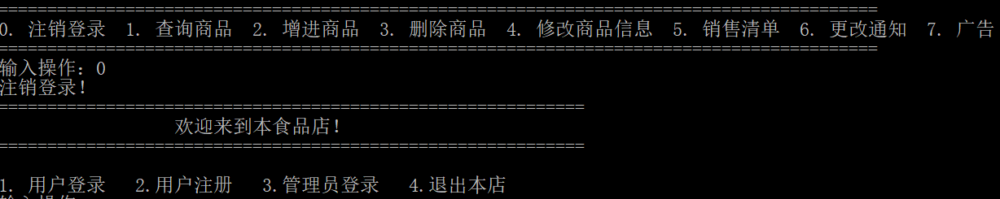 ==========================================================================================
0. 注销登录  1. 查询商品  2. 增进商品  3. 删除商品  4. 修改商品信息  5. 销售清单  6. 更改通知  7. 广告
==========================================================================================
输入操作：0
注销登录！
============================================================
欢迎来到本食品店！
============================================================
1. 用户登录   2.用户注册   3.管理员登录   4.退出本店